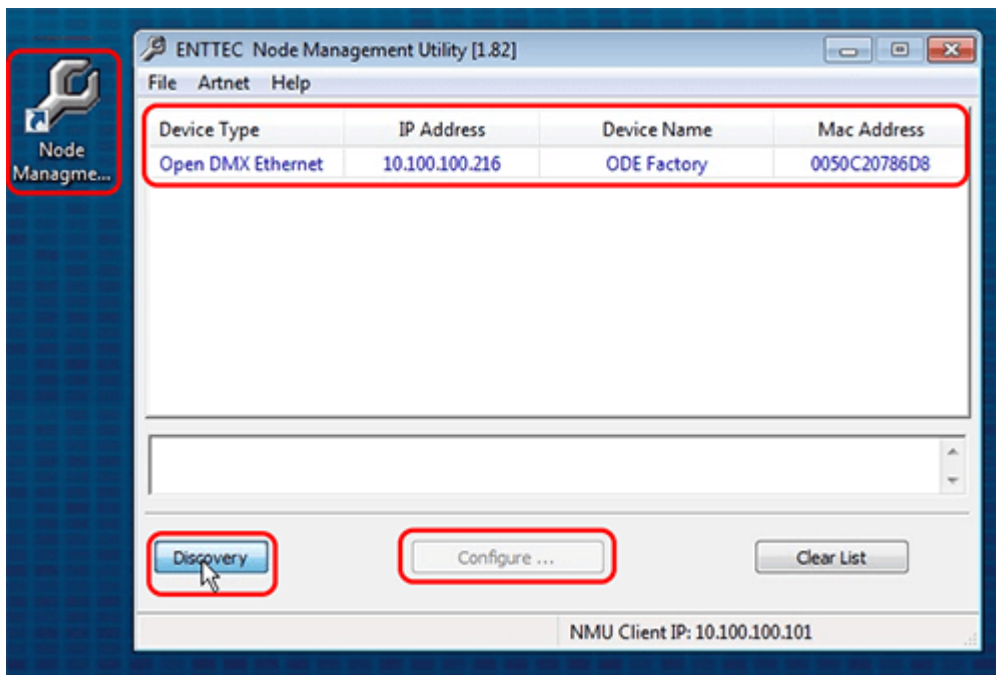 Node
Managme...
ENTTEC Node Management Utility [1.82]
File Artnet Help
Device Type IP Address Device Name Mac Address
Open DMX Ethernet 10.100.100.216 ODE Factory 0050C20786D8
Discovery Configure ... Clear List
NMU Client IP: 10.100.100.101